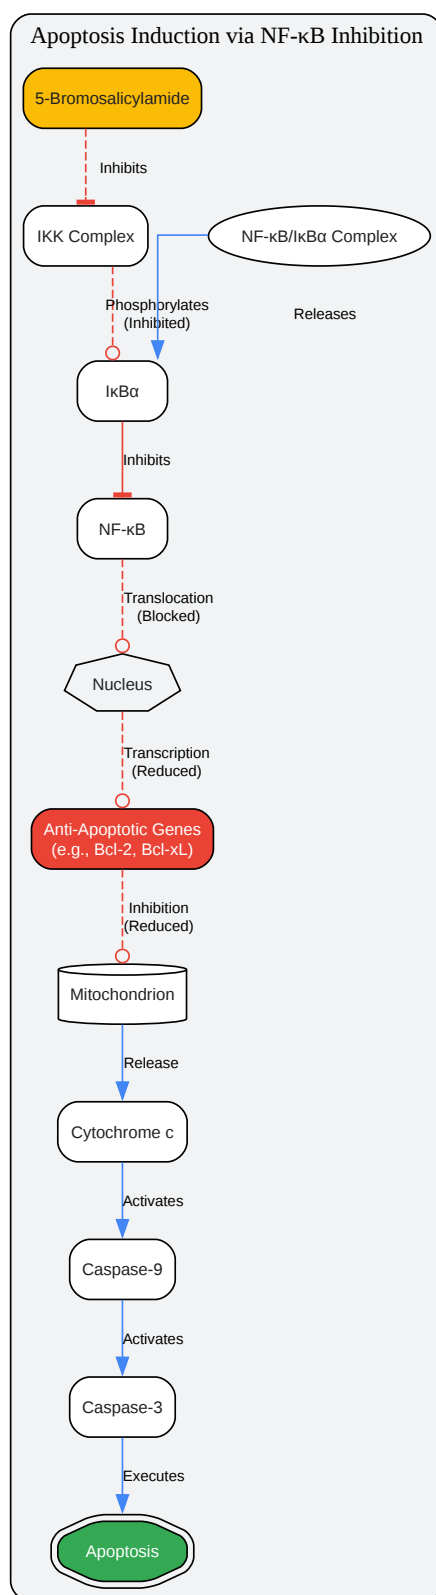 Apoptosis Induction via NF-κB Inhibition
5-Bromosalicylamide
Inhibits
IKK Complex
NF-κB/IκBα Complex
Phosphorylates
(Inhibited)
Releases
IκBα
Inhibits
NF-κB
Translocation
(Blocked)
Nucleus
Transcription
(Reduced)
Anti-Apoptotic Genes
(e.g., Bcl-2, Bcl-xL)
Inhibition
(Reduced)
Mitochondrion
Release
Cytochrome c
Activates
Caspase-9
Activates
Caspase-3
Executes
Apoptosis